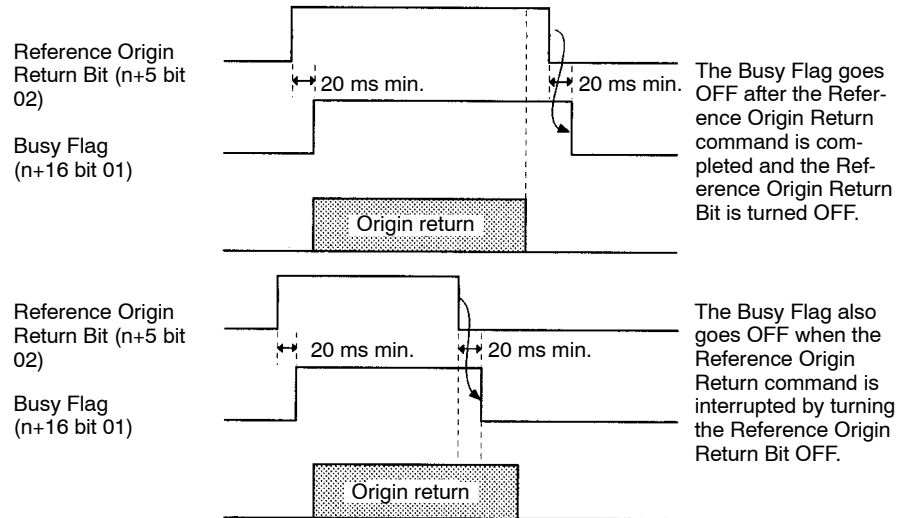 Reference Origin
Return Bit (n+5 bit
02)
20 ms min.
20 ms min.
Busy Flag
(n+16 bit 01)
Origin return
The Busy Flag goes
OFF after the Refer-
ence Origin Return
command is com-
pleted and the Ref-
erence Origin Return
Bit is turned OFF.
Reference Origin
Return Bit (n+5 bit
02)
20 ms min.
20 ms min.
Busy Flag
(n+16 bit 01)
Origin return
The Busy Flag also
goes OFF when the
Reference Origin
Return command is
interrupted by turning
the Reference Origin
Return Bit OFF.